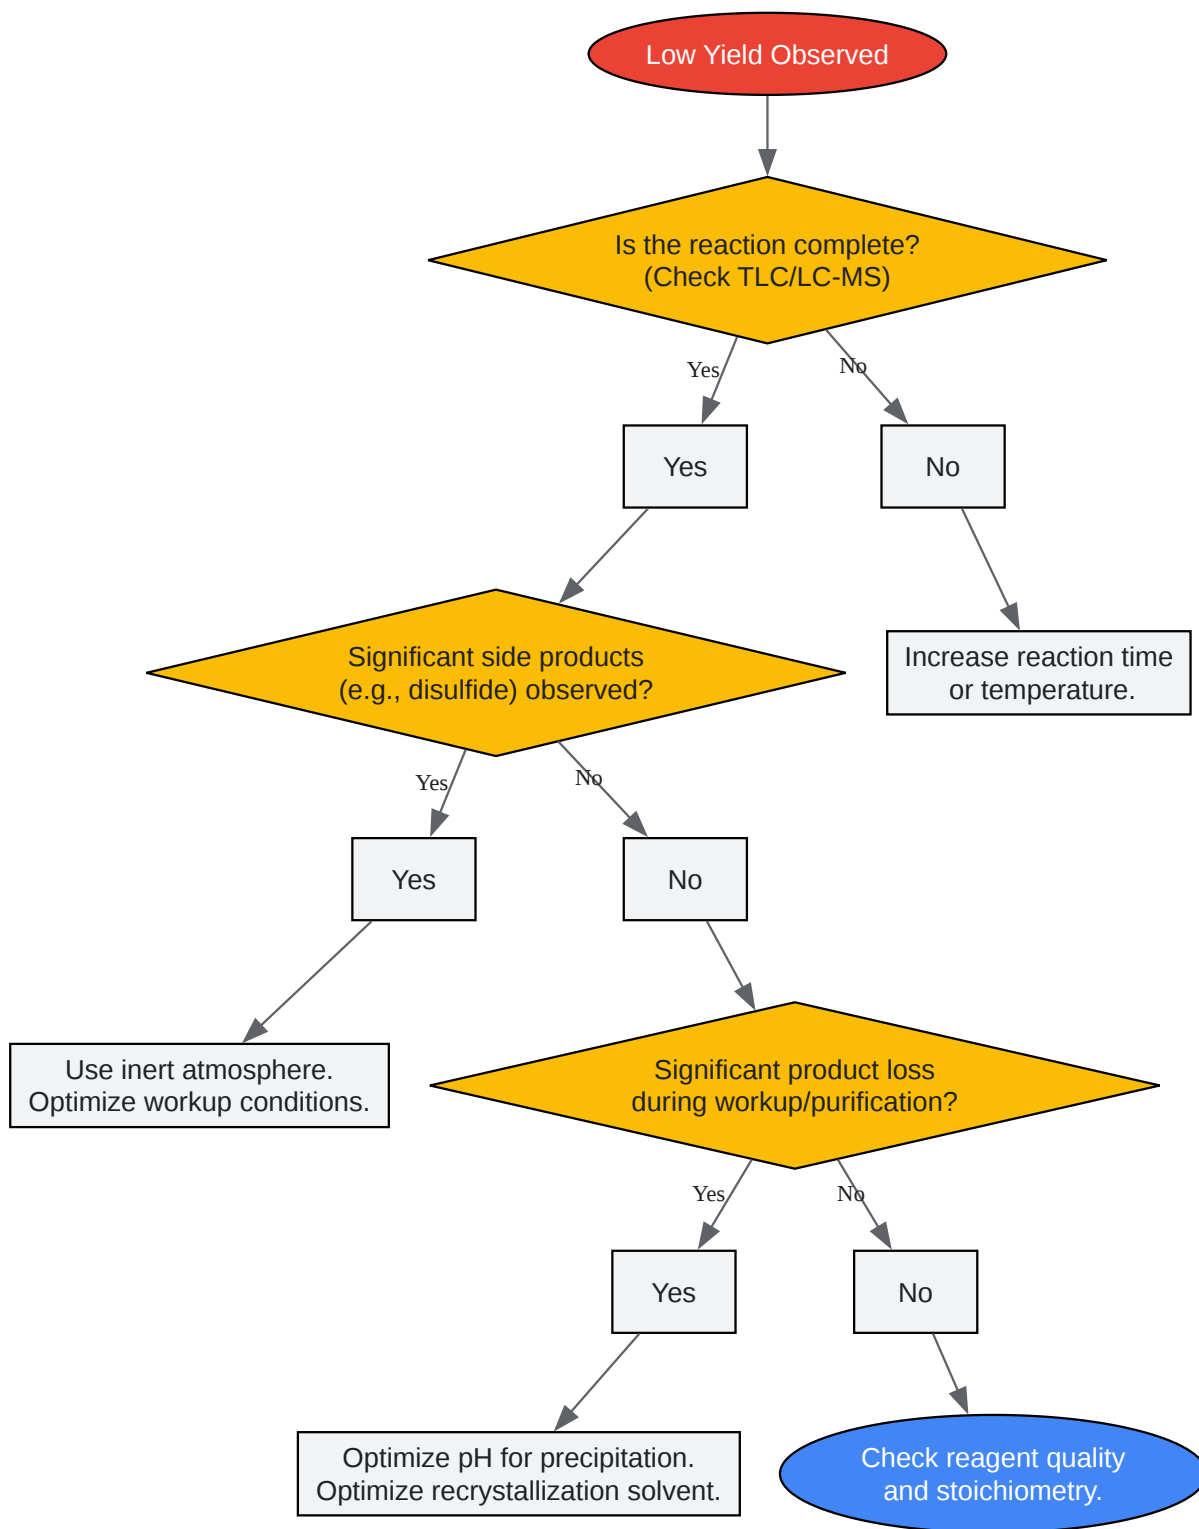 Low Yield Observed
Is the reaction complete?
(Check TLC/LC-MS)
Yes
No
Yes
No
Significant side products
(e.g., disulfide) observed?
Increase reaction time
or temperature.
Yes
No
Yes
No
Use inert atmosphere.
Optimize workup conditions.
Significant product loss
during workup/purification?
Yes
No
Yes
No
Optimize pH for precipitation.
Optimize recrystallization solvent.
Check reagent quality
and stoichiometry.